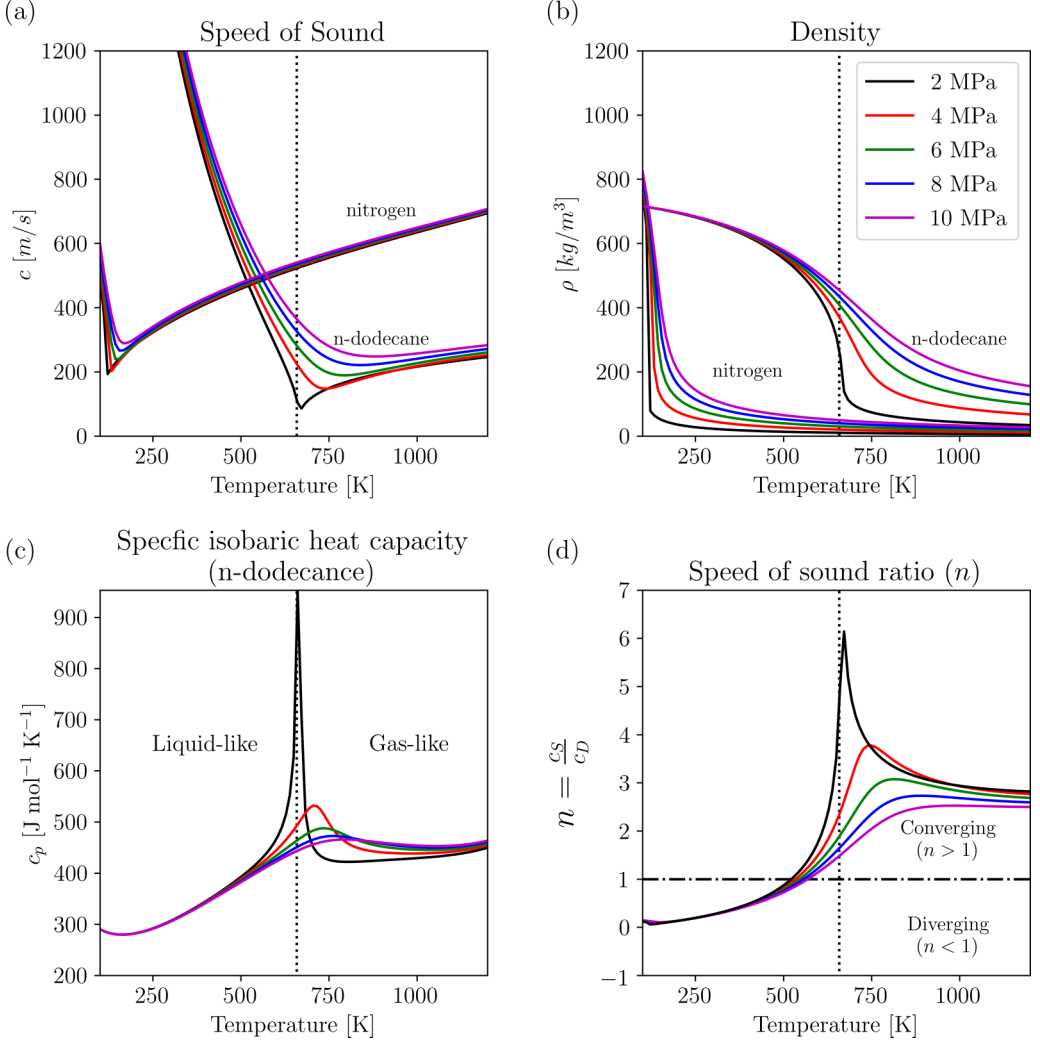 (a)
Speed of Sound
1200
1000
800
600
400
200
0
c [m/s]
nitrogen
n-dodecane
250
500
750
1000
Temperature [K]
(b)
Density
1200
1000
800
600
400
200
0
ρ [kg/m³]
2 MPa
4 MPa
6 MPa
8 MPa
10 MPa
n-dodecane
nitrogen
250
500
750
1000
Temperature [K]
(c)
Specfic isobaric heat capacity
(n-dodecance)
900
800
700
600
500
400
300
200
c_p [J mol⁻¹ K⁻¹]
Liquid-like
Gas-like
250
500
750
1000
Temperature [K]
(d)
Speed of sound ratio (n)
7
6
5
4
3
2
1
0
−1
n = c_S/c_D
Converging
(n > 1)
Diverging
(n < 1)
250
500
750
1000
Temperature [K]